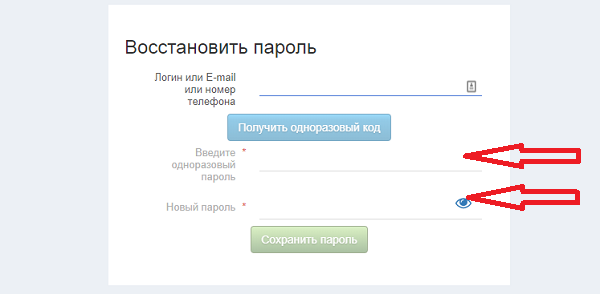 Восстановить пароль
Логин или E-mail
или номер
телефона
Получить одноразовый код
Введите *
одноразовый
пароль
Новый пароль *
Сохранить пароль